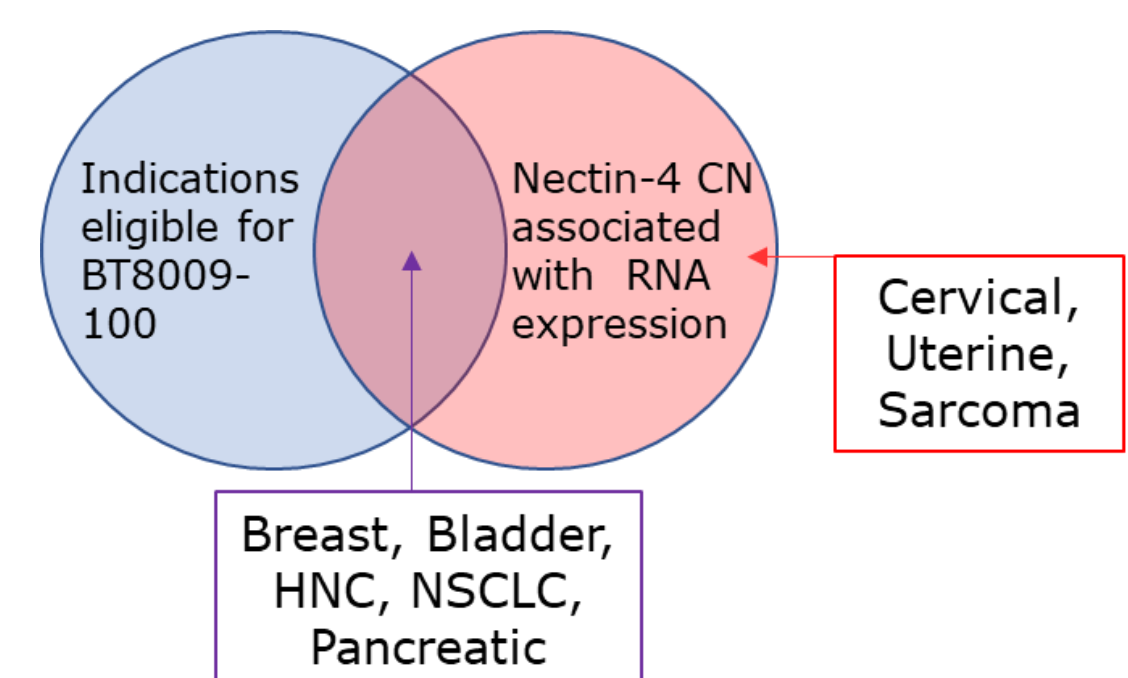 Indications
eligible for
BT8009-
100
Nectin-4 CN
associated
with RNA
expression
Cervical,
Uterine,
Sarcoma
Breast, Bladder,
HNC, NSCLC,
Pancreatic